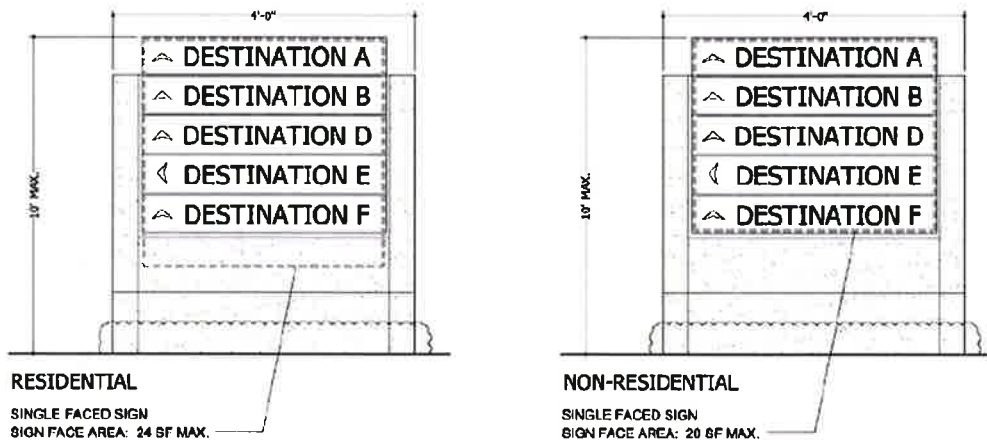 4'-0"
DESTINATION A
DESTINATION B
DESTINATION D
DESTINATION E
DESTINATION F
10' MAX.
RESIDENTIAL
SINGLE FACED SIGN
SIGN FACE AREA: 24 SF MAX.
4'-0"
DESTINATION A
DESTINATION B
DESTINATION D
DESTINATION E
DESTINATION F
10' MAX.
NON-RESIDENTIAL
SINGLE FACED SIGN
SIGN FACE AREA: 20 SF MAX.